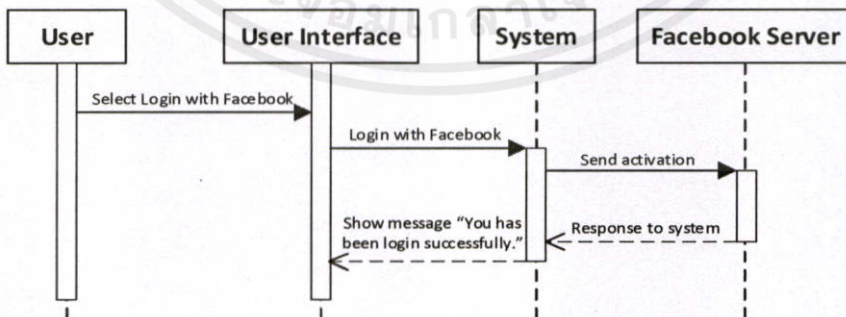 User
User Interface
System
Facebook Server
Select Login with Facebook
Login with Facebook
Send activation
Response to system
Show message “You has
been login successfully.”